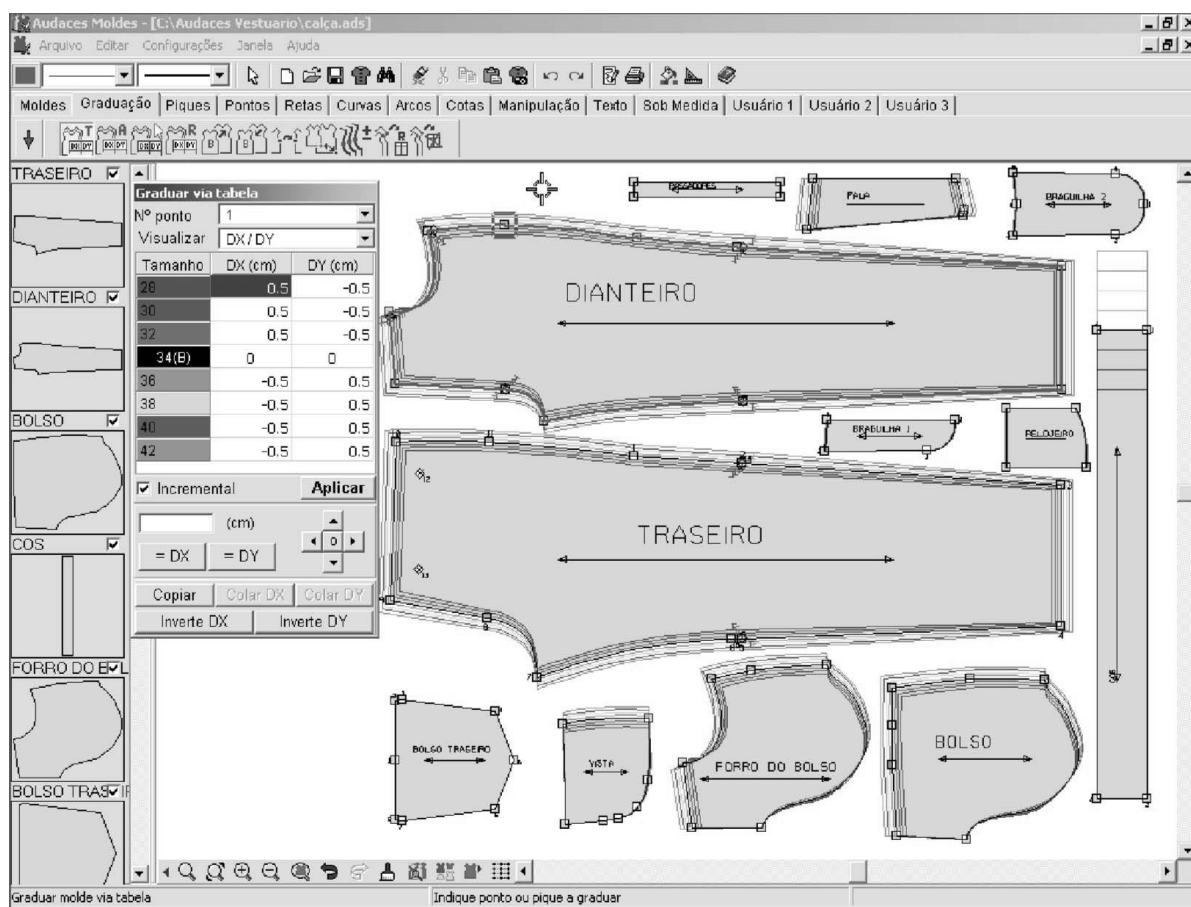 Audaces Moldes - [C:\Audaces Vestuario\calça.ads]
Arquivo Editar Configurações Janela Ajuda
Moldes Graduação Piques Pontos Retas Curvas Arcos Cotas Manipulação Texto Sob Medida Usuário 1 Usuário 2 Usuário 3
TRASEIRO
DIANTEIRO
BOLSO
COS
FORRO DO
BOLSO
Graduar via tabela
Nº ponto 1
Visualizar DX/DY
Tamanho DX (cm) DY (cm)
28 0.5 -0.5
30 0.5 -0.5
32 0.5 -0.5
34(B) 0 0
36 -0.5 0.5
38 -0.5 0.5
40 -0.5 0.5
42 -0.5 0.5
Incremental Aplicar
(cm)
= DX = DY 0
Copiar Colar DX Colar DY
Inverte DX Inverte DY
PASSADORES
PALA
BRAGUILHA 2
DIANTEIRO
BRAGUILHA 1
RELOJEIRO
TRASEIRO
COS
BOLSO TRASEIRO
VISTA
FORRO DO BOLSO
BOLSO
Graduar molde via tabela
Indique ponto ou pique a graduar